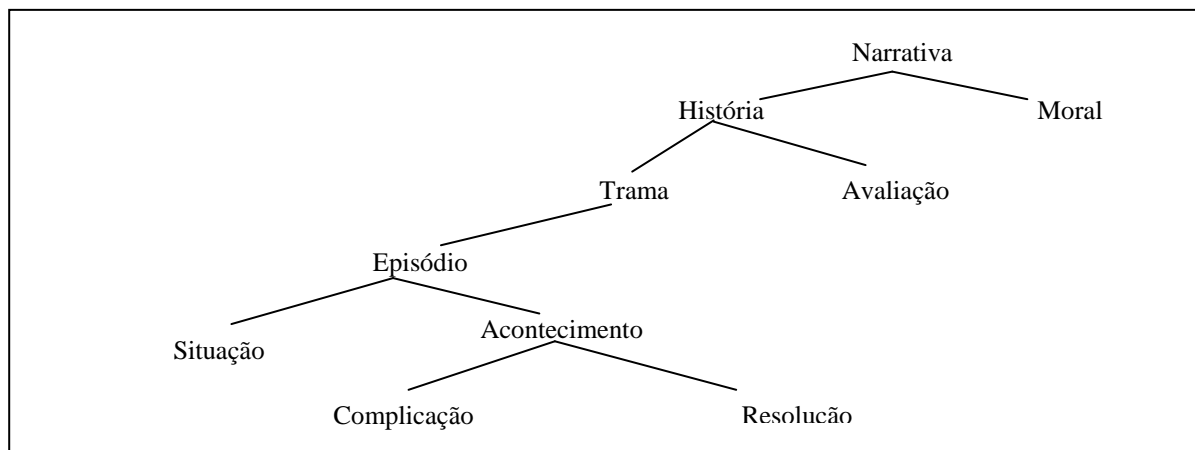 Narrativa
História Moral
Trama Avaliação
Episódio
Acontecimento
Situação
Complicação Resolução